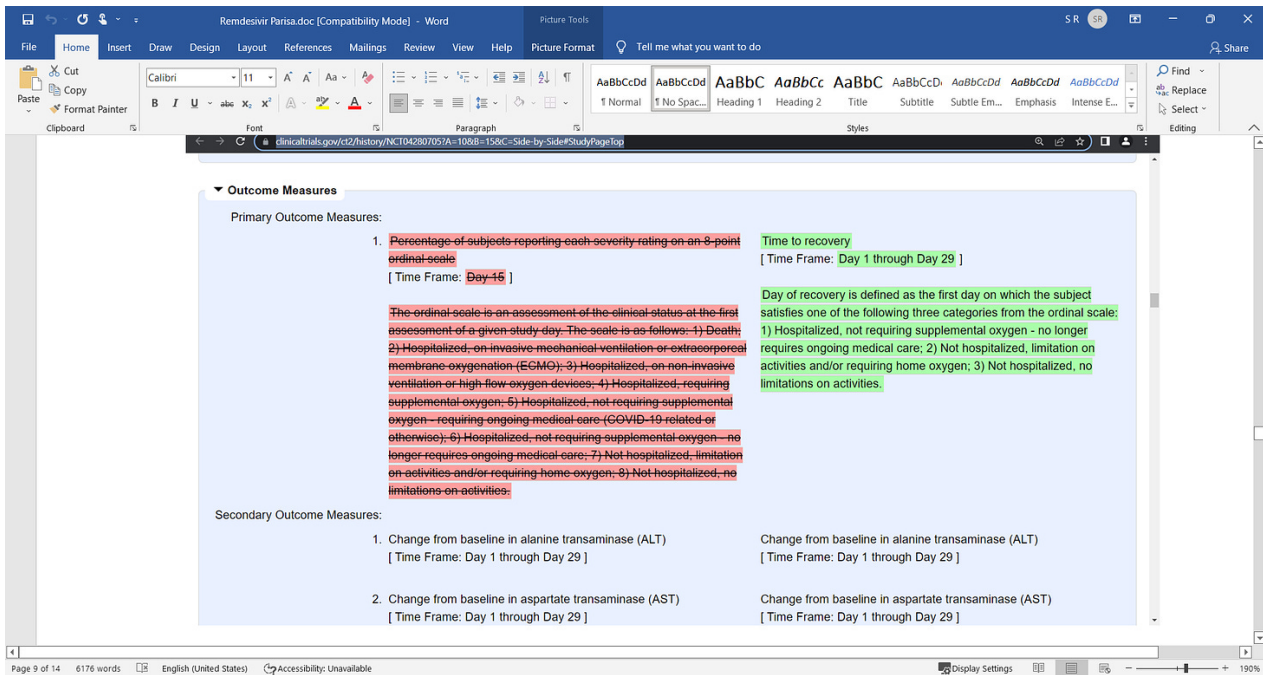 Remdesivir Parisa.doc [Compatibility Mode] - Word
Picture Tools
S R
SR
File Home Insert Draw Design Layout References Mailings Review View Help Picture Format Tell me what you want to do Share
Paste
Cut
Copy
Format Painter
Clipboard
Calibri 11
Font
Paragraph
AaBbCcDd AaBbCcDd AaBbC AaBbCc AaBbC AaBbCcD AaBbCcDd AaBbCcDd AaBbCcDd
¶ Normal ¶ No Spac... Heading 1 Heading 2 Title Subtitle Subtle Em... Emphasis Intense E...
Styles
Find
Replace
Select
Editing
clinicaltrials.gov/ct2/history/NCT04280705?A=10&B=15&C=Side-by-Side#StudyPageTop
Outcome Measures
Primary Outcome Measures:
1. Percentage of subjects reporting each severity rating on an 8-point
ordinal scale
[ Time Frame: Day 15 ]
The ordinal scale is an assessment of the clinical status at the first
assessment of a given study day. The scale is as follows: 1) Death;
2) Hospitalized, on invasive mechanical ventilation or extracorporeal
membrane oxygenation (ECMO); 3) Hospitalized, on non-invasive
ventilation or high flow oxygen devices; 4) Hospitalized, requiring
supplemental oxygen; 5) Hospitalized, not requiring supplemental
oxygen - requiring ongoing medical care (COVID-19 related or
otherwise); 6) Hospitalized, not requiring supplemental oxygen - no
longer requires ongoing medical care; 7) Not hospitalized, limitation
on activities and/or requiring home oxygen; 8) Not hospitalized, no
limitations on activities.
Time to recovery
[ Time Frame: Day 1 through Day 29 ]
Day of recovery is defined as the first day on which the subject
satisfies one of the following three categories from the ordinal scale:
1) Hospitalized, not requiring supplemental oxygen - no longer
requires ongoing medical care; 2) Not hospitalized, limitation on
activities and/or requiring home oxygen; 3) Not hospitalized, no
limitations on activities.
Secondary Outcome Measures:
1. Change from baseline in alanine transaminase (ALT)
[ Time Frame: Day 1 through Day 29 ]
Change from baseline in alanine transaminase (ALT)
[ Time Frame: Day 1 through Day 29 ]
2. Change from baseline in aspartate transaminase (AST)
[ Time Frame: Day 1 through Day 29 ]
Change from baseline in aspartate transaminase (AST)
[ Time Frame: Day 1 through Day 29 ]
Page 9 of 14 6176 words English (United States) Accessibility: Unavailable Display Settings 190%